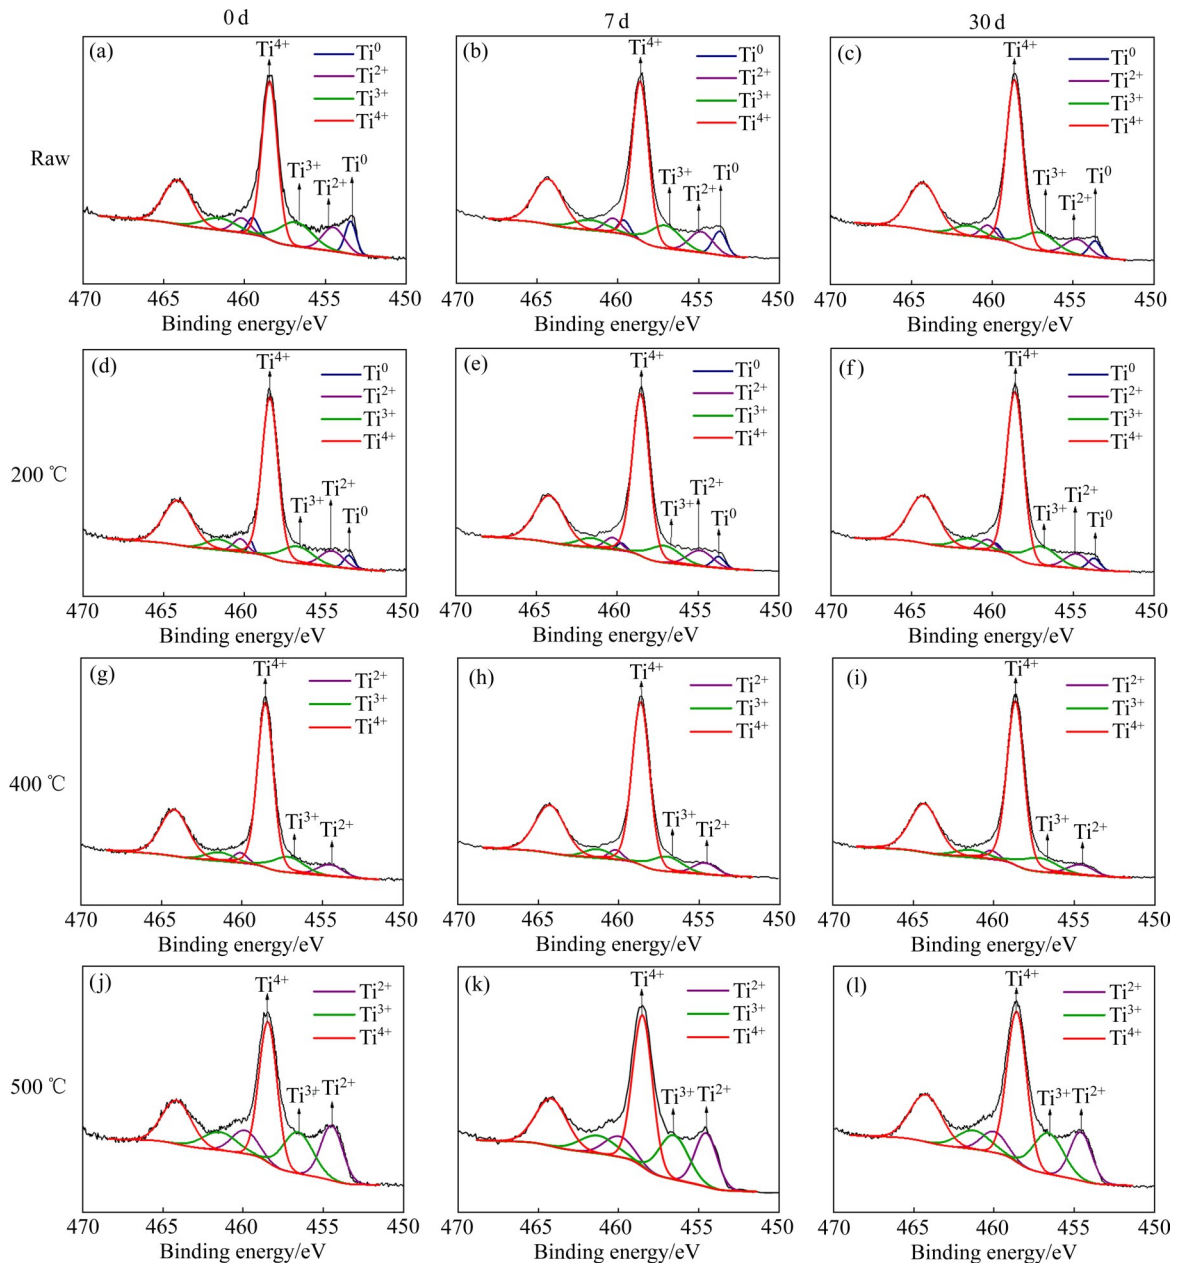 0 d 7 d 30 d
Raw
(a) Ti⁴⁺ Ti⁰ Ti²⁺ Ti³⁺ Ti⁴⁺
Ti³⁺ Ti²⁺ Ti⁰
470 465 460 455 450
Binding energy/eV
(b) Ti⁴⁺ Ti⁰ Ti²⁺ Ti³⁺ Ti⁴⁺
Ti³⁺ Ti²⁺ Ti⁰
470 465 460 455 450
Binding energy/eV
(c) Ti⁴⁺ Ti⁰ Ti²⁺ Ti³⁺ Ti⁴⁺
Ti³⁺ Ti²⁺ Ti⁰
470 465 460 455 450
Binding energy/eV
200 ℃
(d) Ti⁴⁺ Ti⁰ Ti²⁺ Ti³⁺ Ti⁴⁺
Ti³⁺ Ti²⁺ Ti⁰
470 465 460 455 450
Binding energy/eV
(e) Ti⁴⁺ Ti⁰ Ti²⁺ Ti³⁺ Ti⁴⁺
Ti³⁺ Ti²⁺ Ti⁰
470 465 460 455 450
Binding energy/eV
(f) Ti⁴⁺ Ti⁰ Ti²⁺ Ti³⁺ Ti⁴⁺
Ti³⁺ Ti²⁺ Ti⁰
470 465 460 455 450
Binding energy/eV
400 ℃
(g) Ti⁴⁺ Ti²⁺ Ti³⁺ Ti⁴⁺
Ti³⁺ Ti²⁺
470 465 460 455 450
Binding energy/eV
(h) Ti⁴⁺ Ti²⁺ Ti³⁺ Ti⁴⁺
Ti³⁺ Ti²⁺
470 465 460 455 450
Binding energy/eV
(i) Ti⁴⁺ Ti²⁺ Ti³⁺ Ti⁴⁺
Ti³⁺ Ti²⁺
470 465 460 455 450
Binding energy/eV
500 ℃
(j) Ti⁴⁺ Ti²⁺ Ti³⁺ Ti⁴⁺
Ti³⁺ Ti²⁺
470 465 460 455 450
Binding energy/eV
(k) Ti⁴⁺ Ti²⁺ Ti³⁺ Ti⁴⁺
Ti³⁺ Ti²⁺
470 465 460 455 450
Binding energy/eV
(l) Ti⁴⁺ Ti²⁺ Ti³⁺ Ti⁴⁺
Ti³⁺ Ti²⁺
470 465 460 455 450
Binding energy/eV